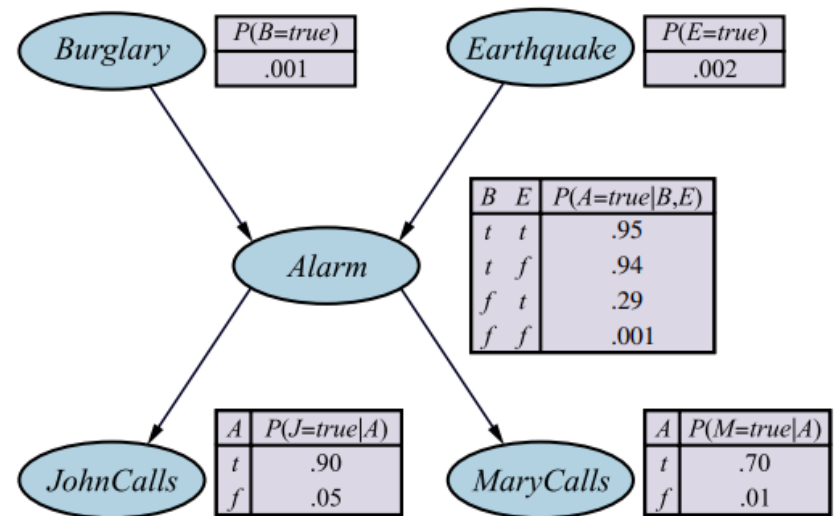 Burglary
P(B=true)
.001
Earthquake
P(E=true)
.002
Alarm
B E P(A=true|B,E)
t t .95
t f .94
f t .29
f f .001
JohnCalls
A P(J=true|A)
t .90
f .05
MaryCalls
A P(M=true|A)
t .70
f .01